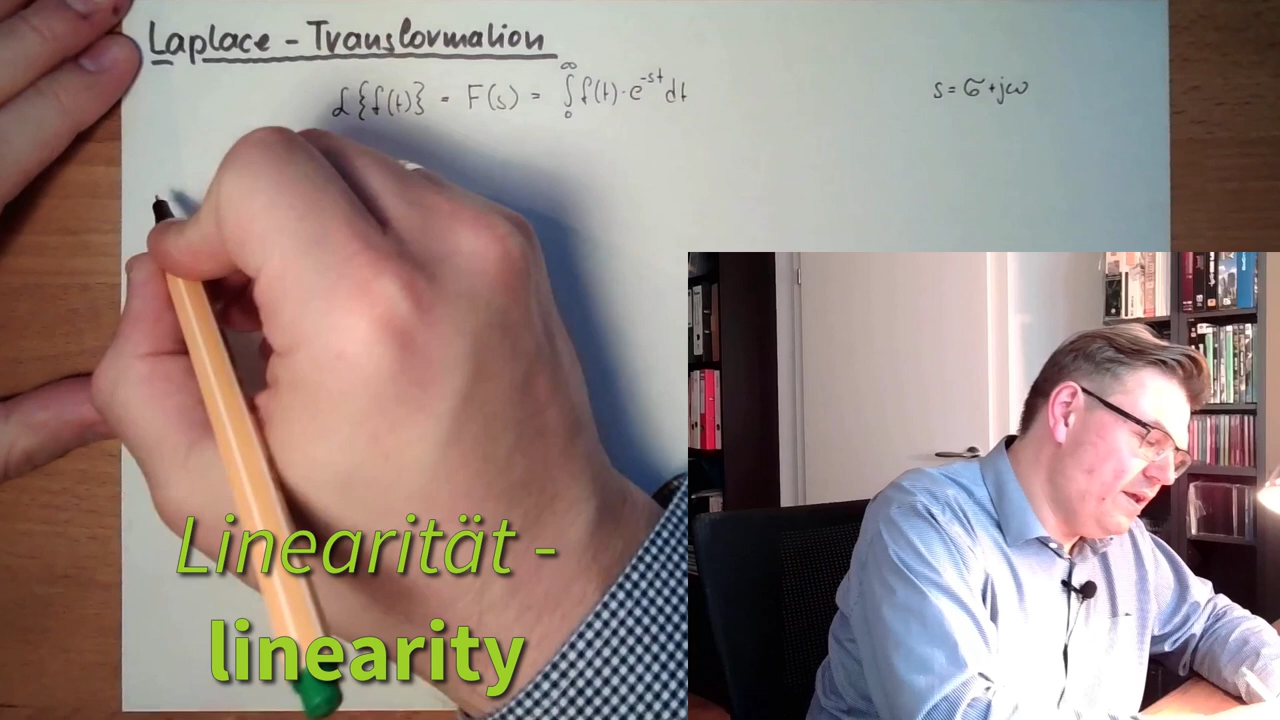 Laplace - Transformation
ℒ{f(t)} = F(s) = ∫₀^∞ f(t)·e^-st dt
s = σ + jω
Linearität -
linearity